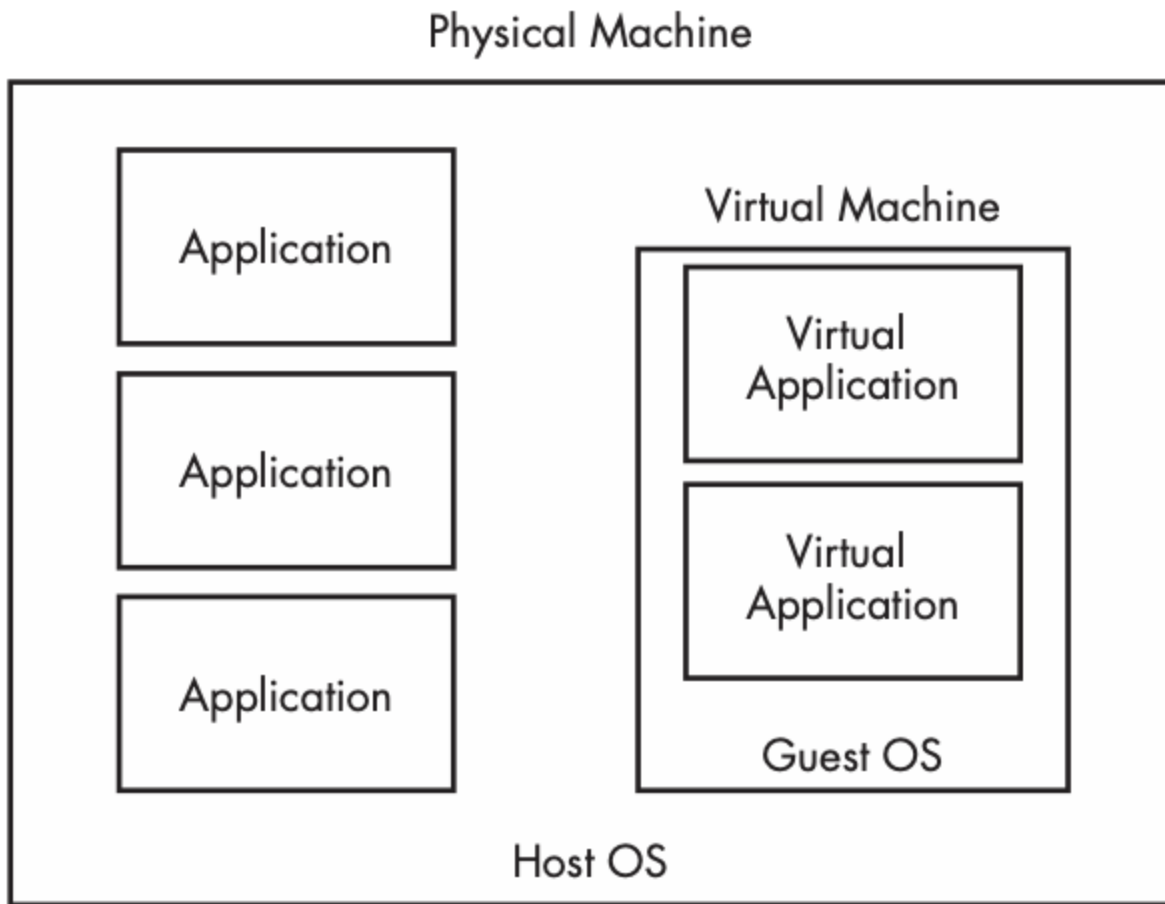 Physical Machine
Application
Application
Application
Virtual Machine
Virtual
Application
Virtual
Application
Guest OS
Host OS